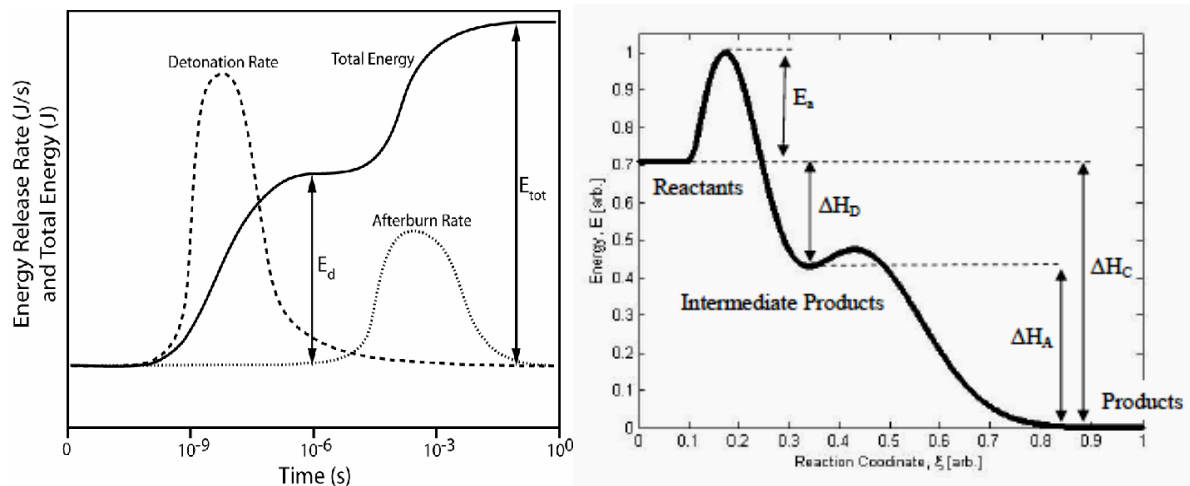 Energy Release Rate (J/s)
and Total Energy (J)
Detonation Rate
Total Energy
Afterburn Rate
E_d
E_tot
0
10^-9
10^-6
10^-3
10^0
Time (s)
Energy, E [arb.]
1
0.9
0.8
0.7
0.6
0.5
0.4
0.3
0.2
0.1
0
E_a
Reactants
ΔH_D
Intermediate Products
ΔH_C
ΔH_A
Products
0
0.1
0.2
0.3
0.4
0.5
0.6
0.7
0.8
0.9
1
Reaction Coodinate, ξ [arb.]